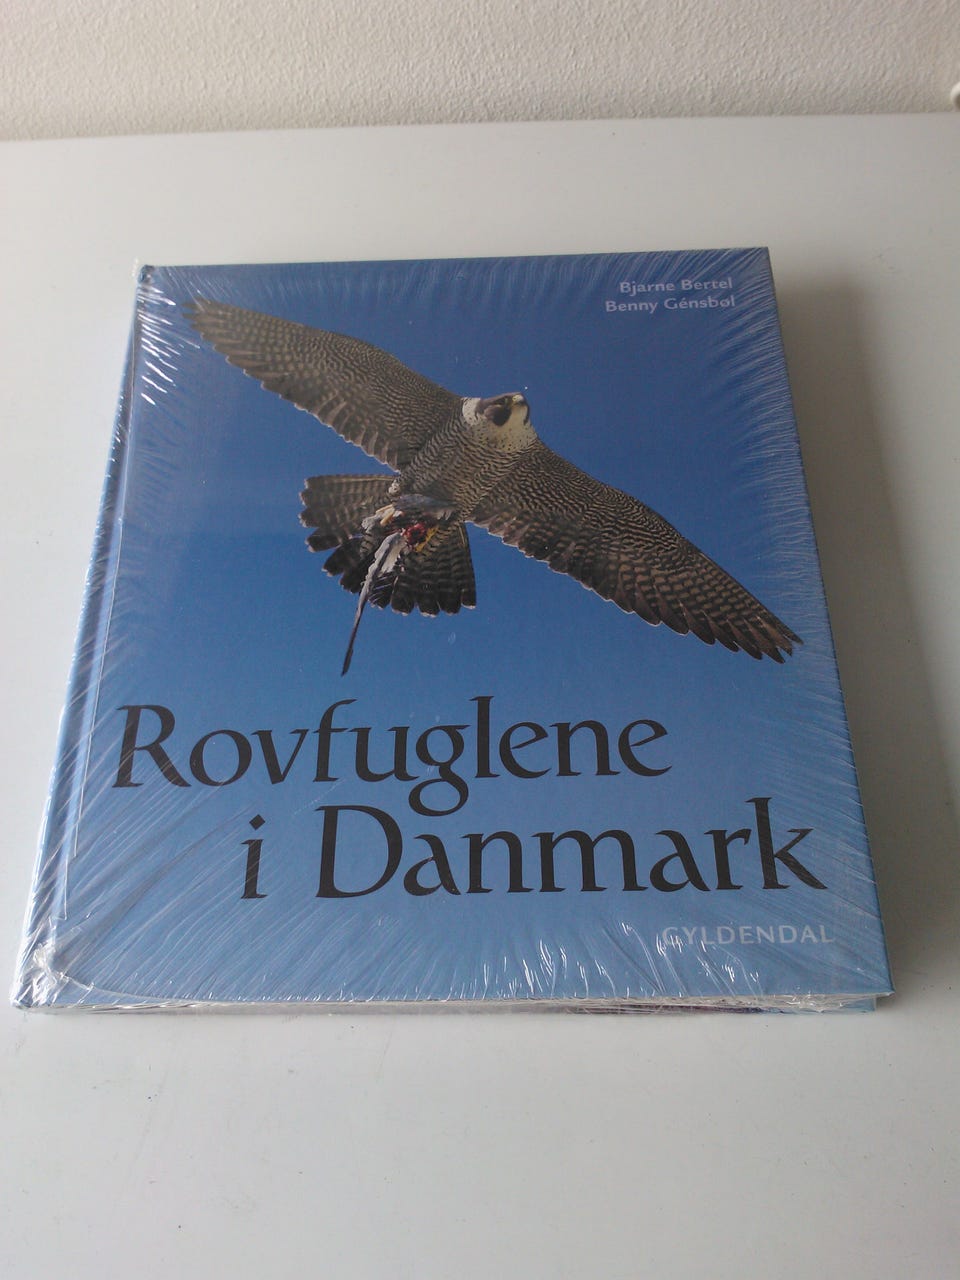 Bjarne Bertel
Benny Génsbøl
Rovfuglene
i Danmark
GYLDENDAL